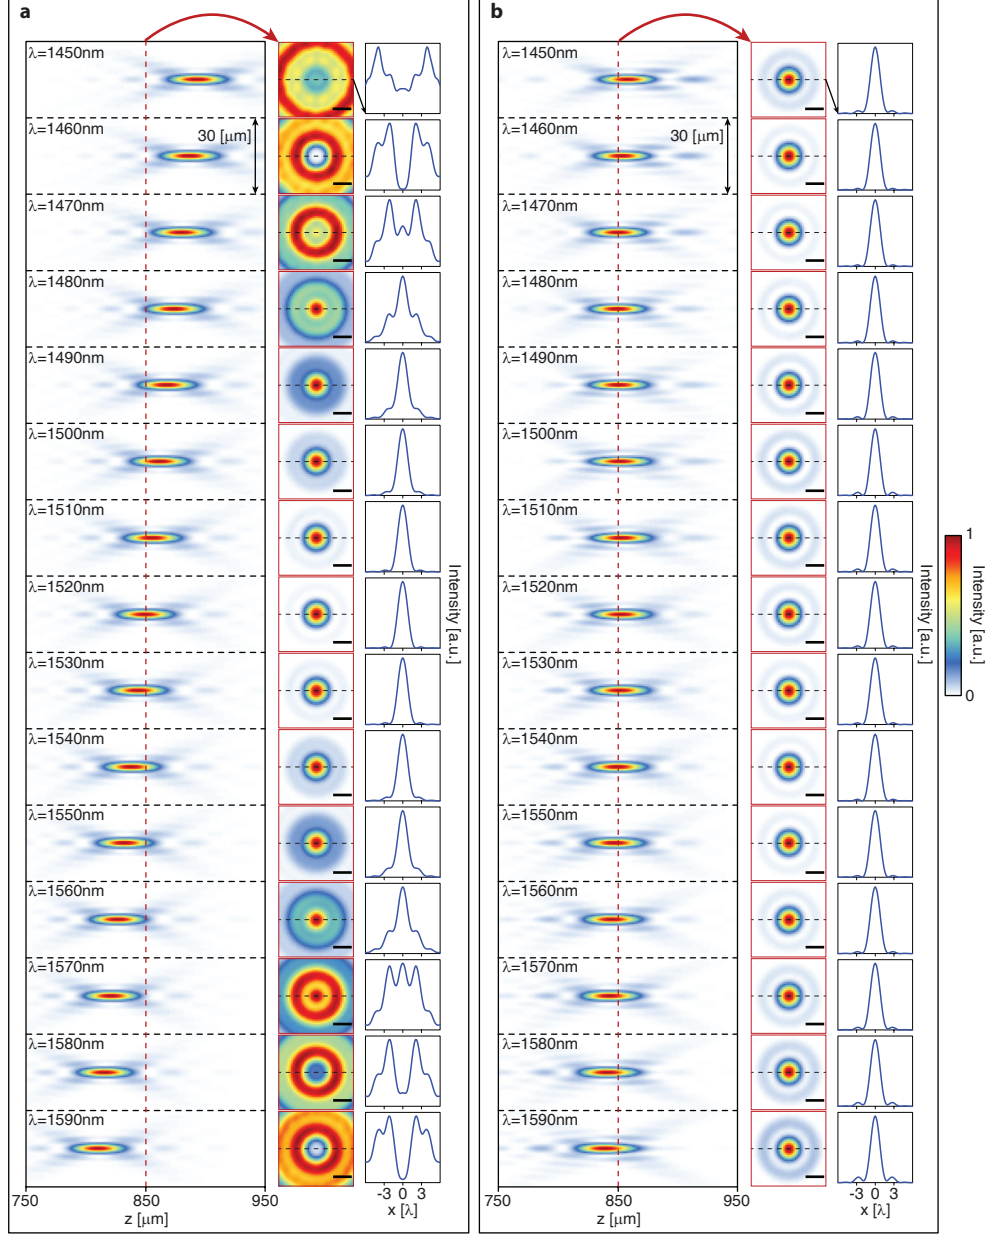 a
λ=1450nm
λ=1460nm
30 [μm]
λ=1470nm
λ=1480nm
λ=1490nm
λ=1500nm
λ=1510nm
λ=1520nm
λ=1530nm
λ=1540nm
λ=1550nm
λ=1560nm
λ=1570nm
λ=1580nm
λ=1590nm
750 850 950
z [μm]
-3 0 3
x [λ]
Intensity [a.u.]
b
λ=1450nm
λ=1460nm
30 [μm]
λ=1470nm
λ=1480nm
λ=1490nm
λ=1500nm
λ=1510nm
λ=1520nm
λ=1530nm
λ=1540nm
λ=1550nm
λ=1560nm
λ=1570nm
λ=1580nm
λ=1590nm
750 850 950
z [μm]
-3 0 3
x [λ]
Intensity [a.u.]
1
0
Intensity [a.u.]